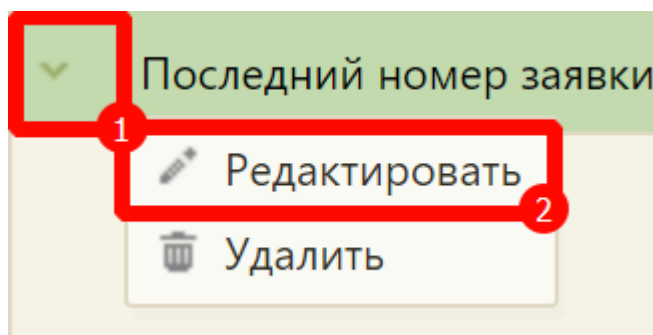 Последний номер заявки
1
Редактировать
2
Удалить